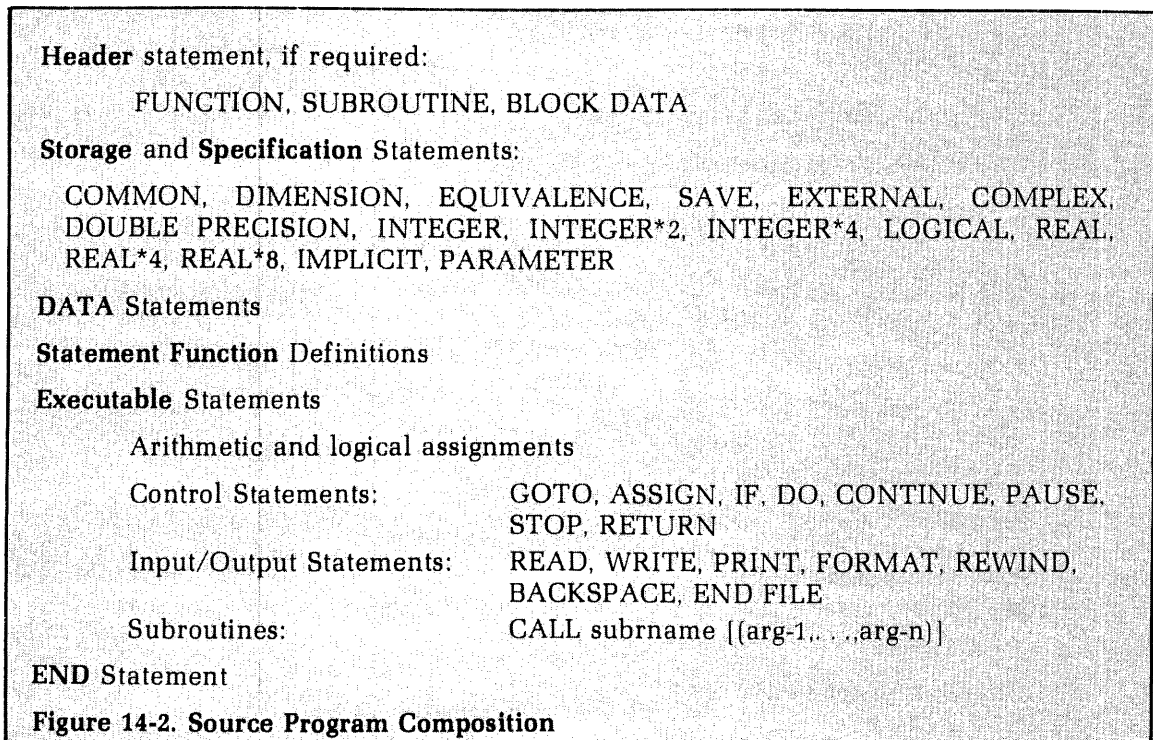 Header statement, if required:
FUNCTION, SUBROUTINE, BLOCK DATA
Storage and Specification Statements:
COMMON, DIMENSION, EQUIVALENCE, SAVE, EXTERNAL, COMPLEX,
DOUBLE PRECISION, INTEGER, INTEGER*2, INTEGER*4, LOGICAL, REAL,
REAL*4, REAL*8, IMPLICIT, PARAMETER
DATA Statements
Statement Function Definitions
Executable Statements
Arithmetic and logical assignments
Control Statements: GOTO, ASSIGN, IF, DO, CONTINUE, PAUSE,
STOP, RETURN
Input/Output Statements: READ, WRITE, PRINT, FORMAT, REWIND,
BACKSPACE, END FILE
Subroutines: CALL subrname [(arg-1,. . .,arg-n)]
END Statement
Figure 14-2. Source Program Composition